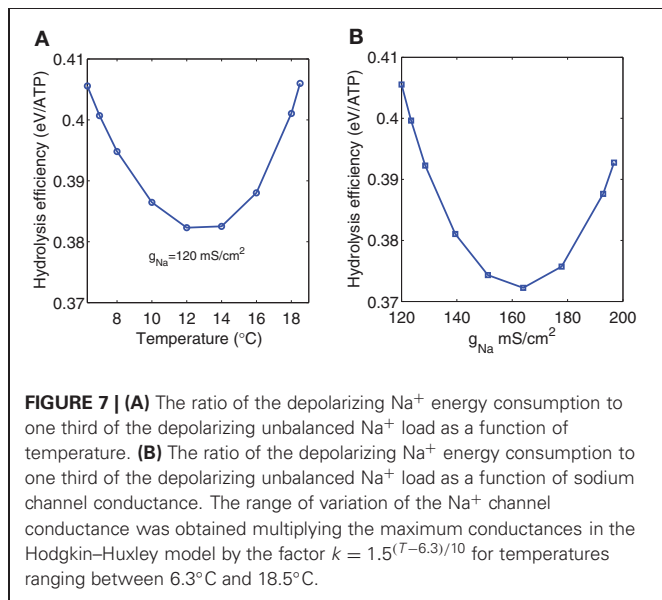 A
Hydrolysis efficiency (eV/ATP)
0.41
0.4
0.39
0.38
0.37
g_Na=120 mS/cm²
8 10 12 14 16 18
Temperature (°C)
B
Hydrolysis efficiency (eV/ATP)
0.41
0.4
0.39
0.38
0.37
120 140 160 180 200
g_Na mS/cm²
FIGURE 7 | (A) The ratio of the depolarizing Na⁺ energy consumption to
one third of the depolarizing unbalanced Na⁺ load as a function of
temperature. (B) The ratio of the depolarizing Na⁺ energy consumption to
one third of the depolarizing unbalanced Na⁺ load as a function of sodium
channel conductance. The range of variation of the Na⁺ channel
conductance was obtained multiplying the maximum conductances in the
Hodgkin–Huxley model by the factor k = 1.5^(T−6.3)/10 for temperatures
ranging between 6.3°C and 18.5°C.